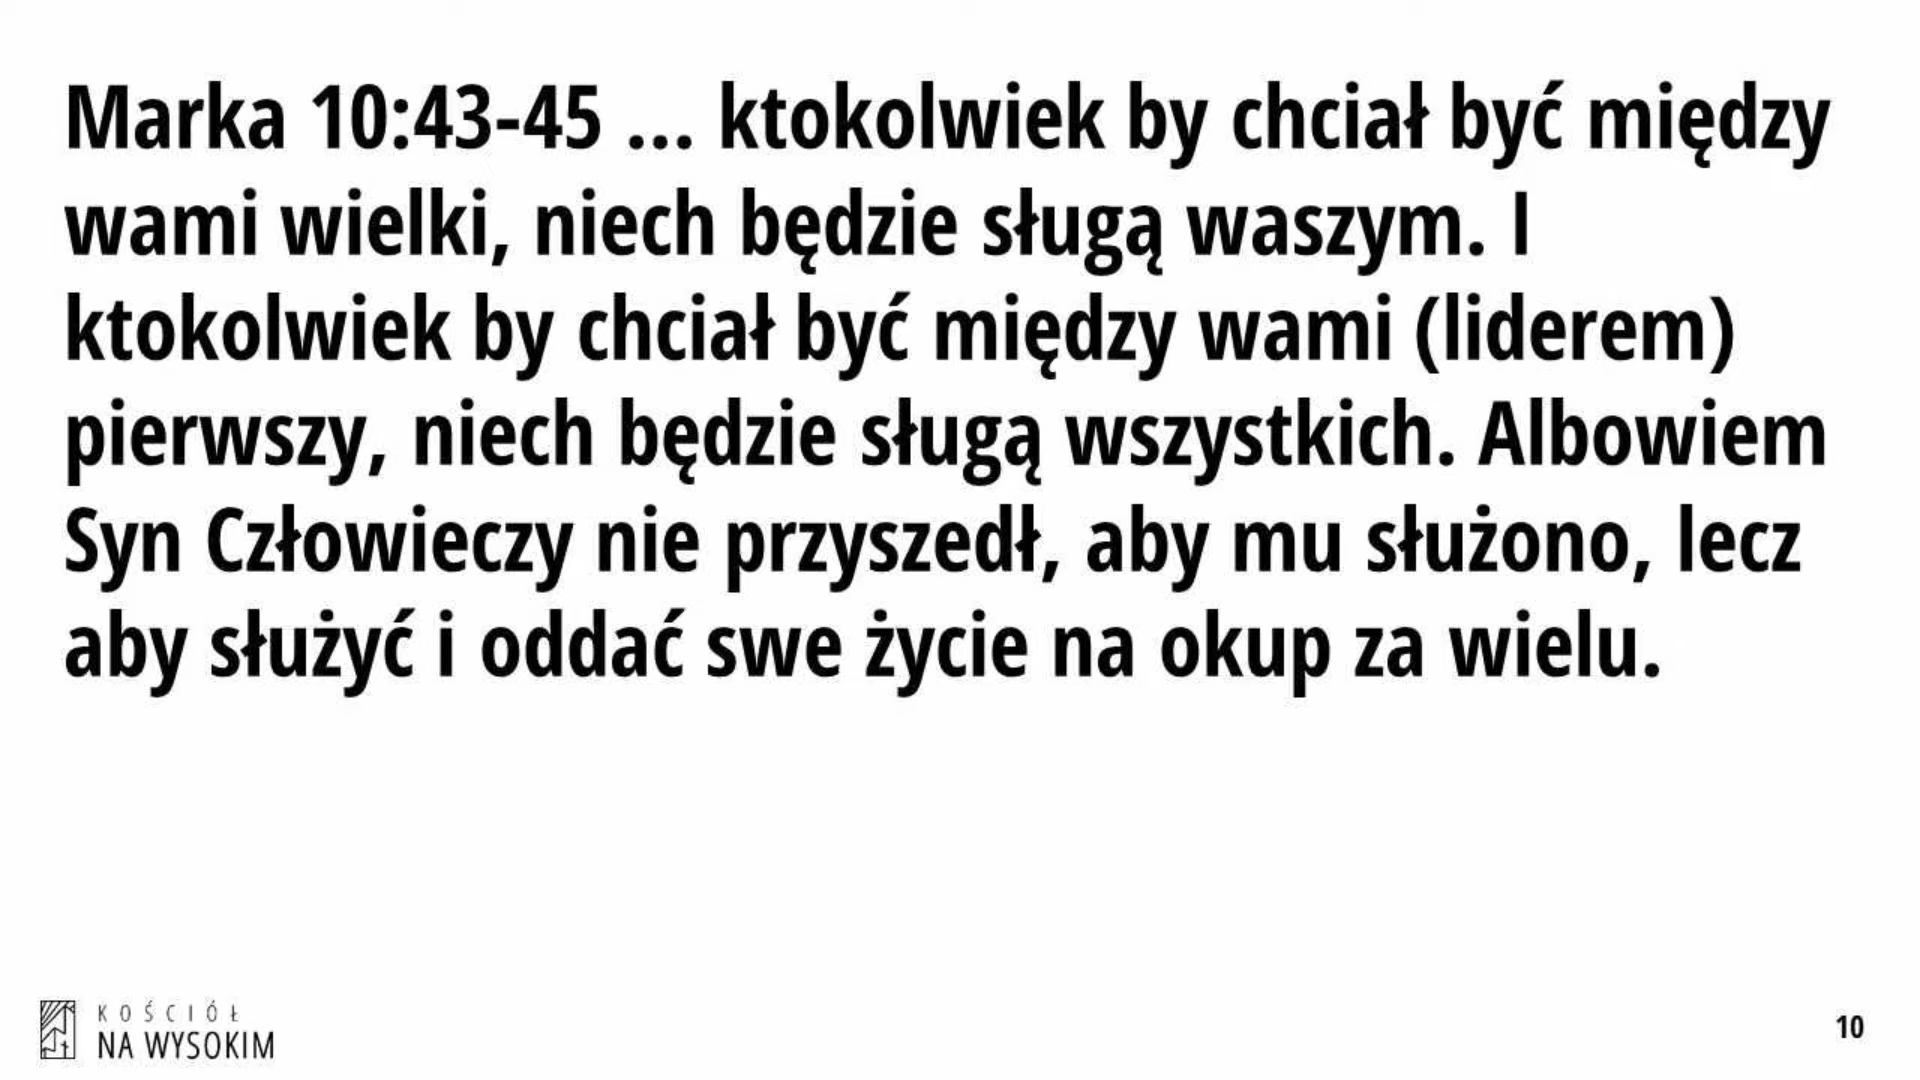 Marka 10:43-45 ... ktokolwiek by chciał być między
wami wielki, niech będzie sługą waszym. I
ktokolwiek by chciał być między wami (liderem)
pierwszy, niech będzie sługą wszystkich. Albowiem
Syn Człowieczy nie przyszedł, aby mu służono, lecz
aby służyć i oddać swe życie na okup za wielu.
KOŚCIÓŁ
NA WYSOKIM
10